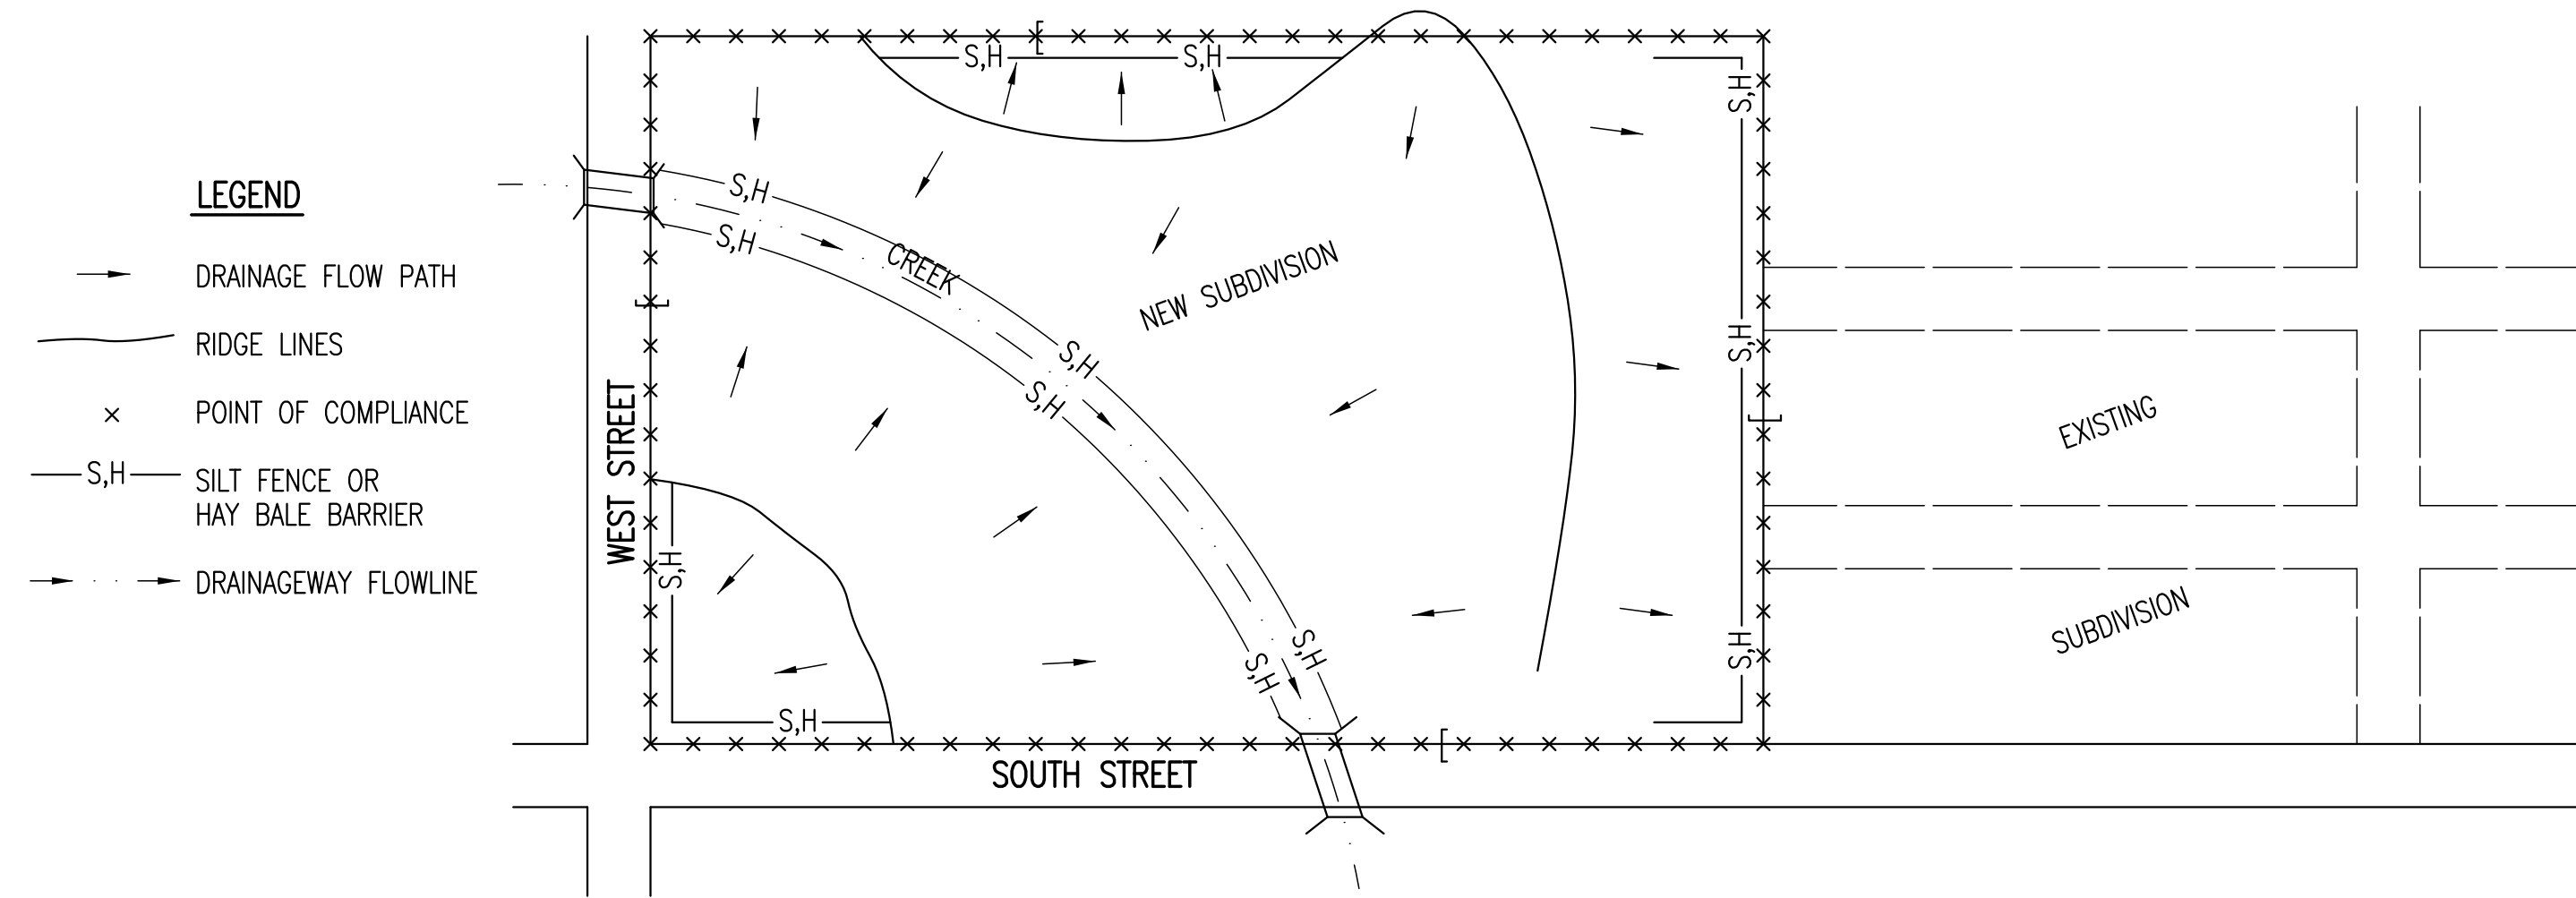 LEGEND
DRAINAGE FLOW PATH
RIDGE LINES
× POINT OF COMPLIANCE
S,H SILT FENCE OR
HAY BALE BARRIER
DRAINAGEWAY FLOWLINE
S,H
S,H
S,H
S,H
S,H
CREEK
NEW SUBDIVISION
S,H
S,H
S,H
WEST STREET
S,H
S,H
S,H
S,H
S,H
S,H
SOUTH STREET
EXISTING
SUBDIVISION